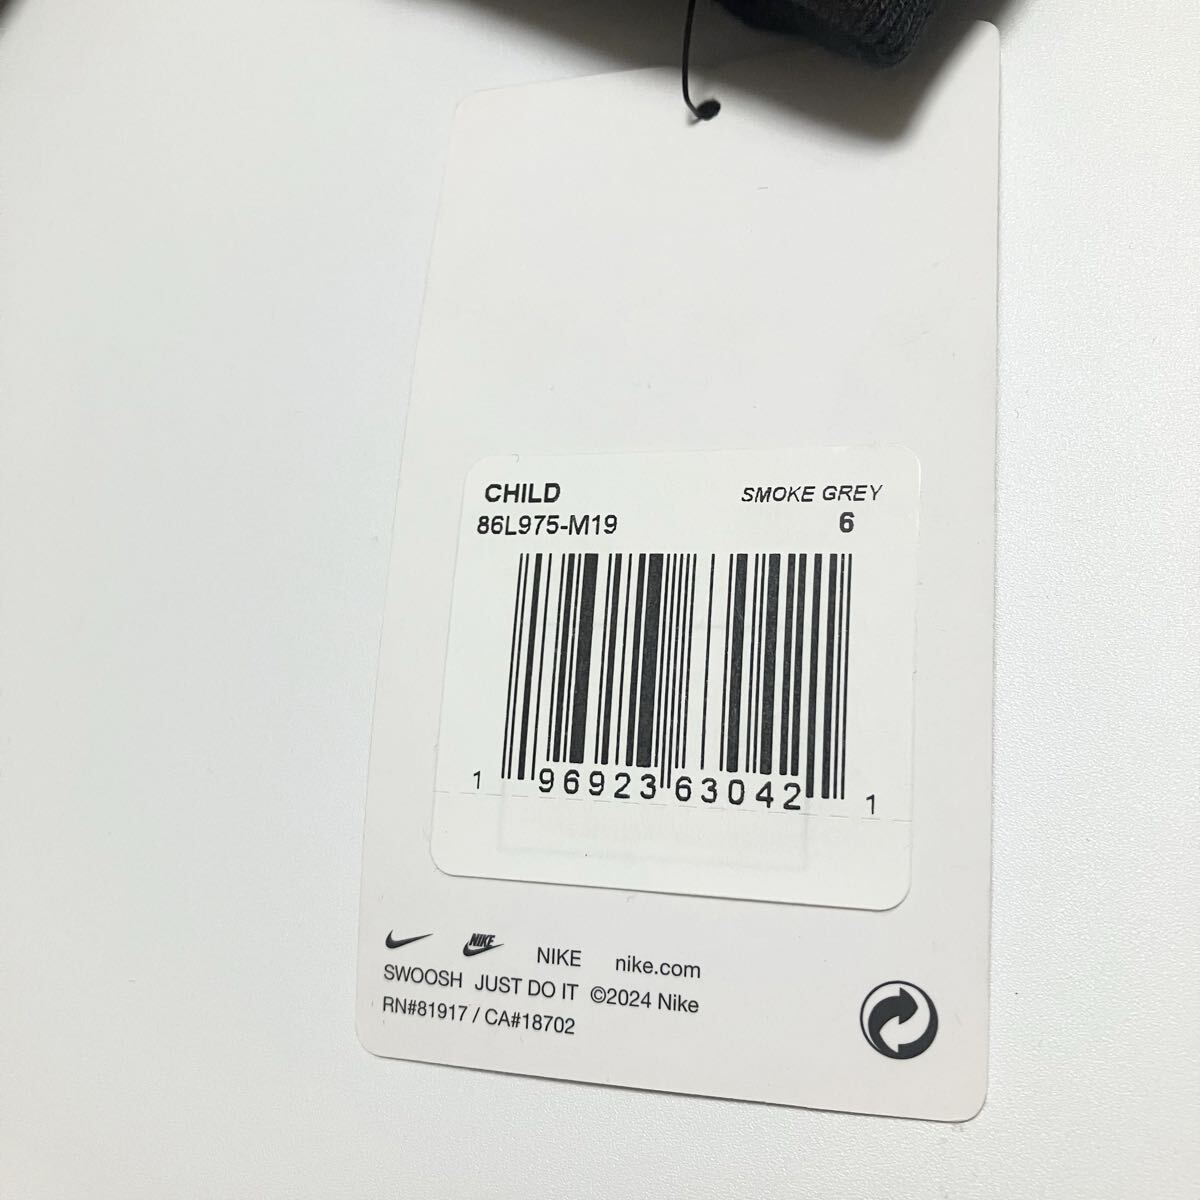 CHILD SMOKE GREY
86L975-M19 6
1 96923 63042 1
NIKE NIKE nike.com
SWOOSH JUST DO IT ©2024 Nike
RN#81917 / CA#18702